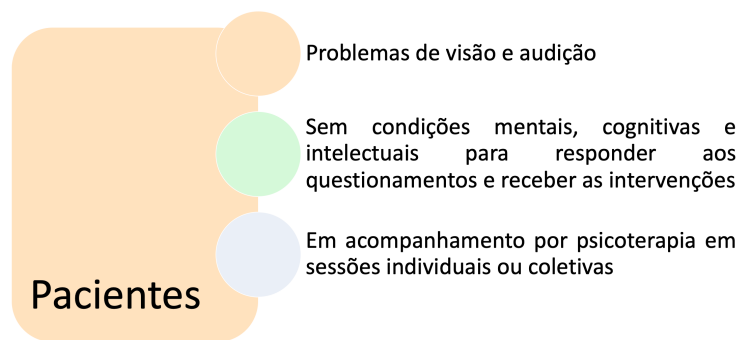 Problemas de visão e audição
Sem condições mentais, cognitivas e
intelectuais para responder aos
questionamentos e receber as intervenções
Em acompanhamento por psicoterapia em
sessões individuais ou coletivas
Pacientes